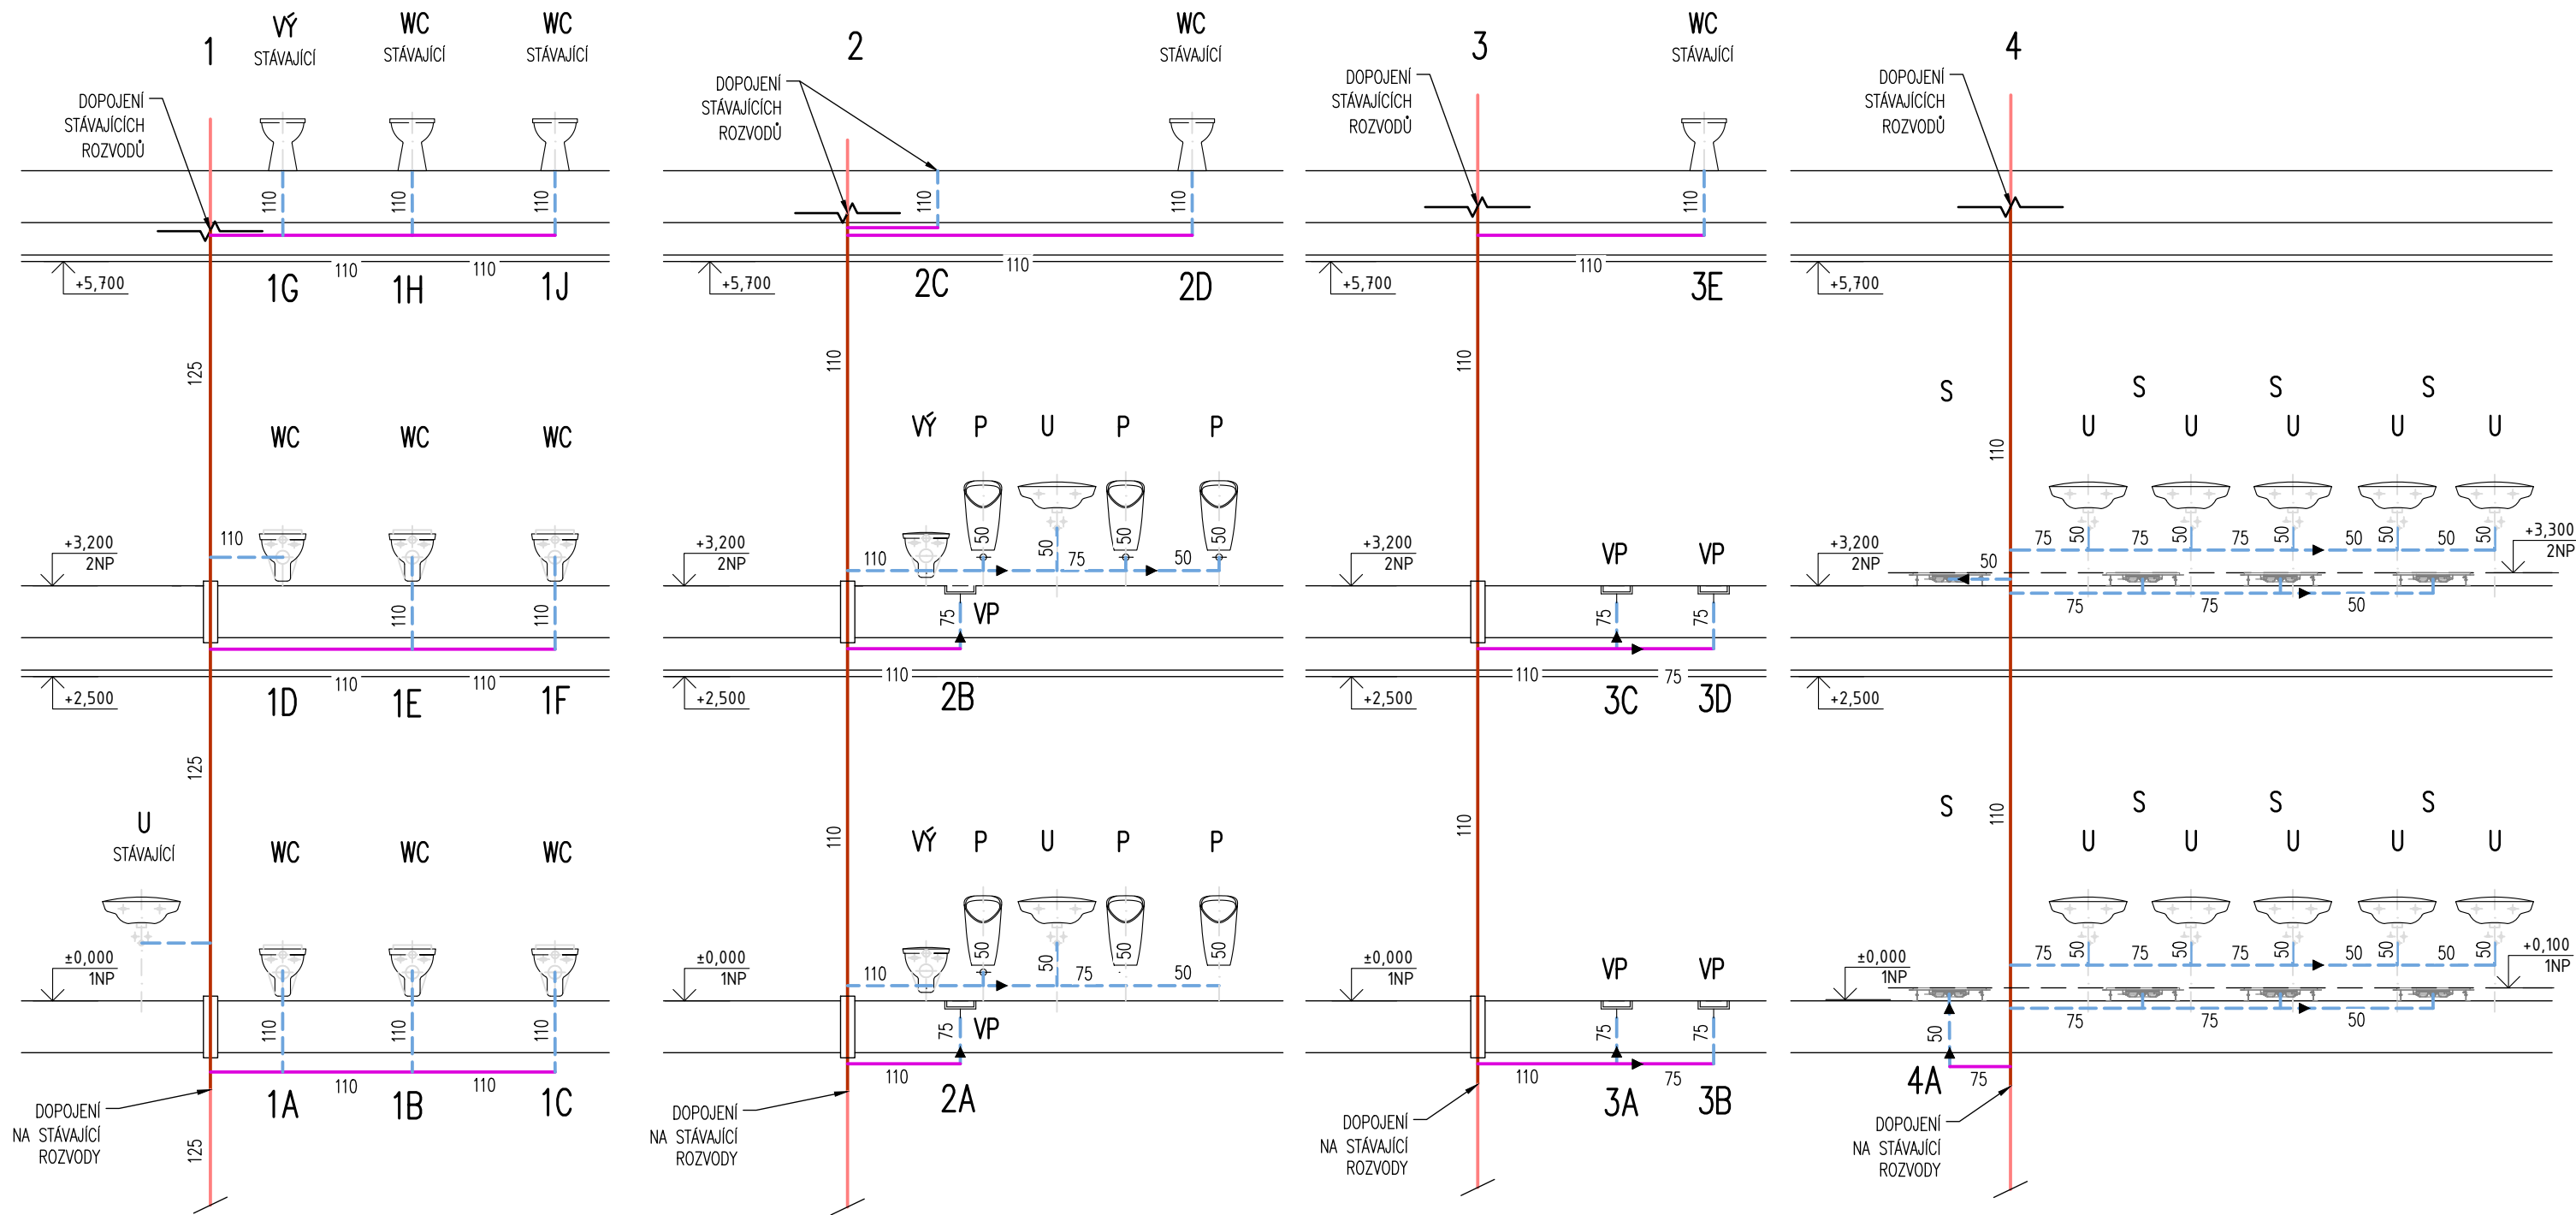 1
VÝ
STÁVAJÍCÍ
WC
STÁVAJÍCÍ
WC
STÁVAJÍCÍ
DOPOJENÍ
STÁVAJÍCÍCH
ROZVODŮ
110
110
110
110
110
+5,700
1G
1H
1J
125
WC
WC
WC
110
+3,200
2NP
110
110
110
110
+2,500
1D
1E
1F
125
U
STÁVAJÍCÍ
WC
WC
WC
±0,000
1NP
110
110
110
110
110
1A
1B
1C
DOPOJENÍ
NA STÁVAJÍCÍ
ROZVODY
125
2
WC
STÁVAJÍCÍ
DOPOJENÍ
STÁVAJÍCÍCH
ROZVODŮ
110
110
110
+5,700
2C
2D
110
VÝ
P
U
P
P
50
50
50
50
110
75
50
+3,200
2NP
75
VP
110
+2,500
2B
110
VÝ
P
U
P
P
50
50
50
50
110
75
50
±0,000
1NP
75
VP
110
2A
DOPOJENÍ
NA STÁVAJÍCÍ
ROZVODY
3
WC
STÁVAJÍCÍ
DOPOJENÍ
STÁVAJÍCÍCH
ROZVODŮ
110
110
+5,700
3E
110
VP
VP
+3,200
2NP
75
75
110
75
+2,500
3C
3D
110
VP
VP
±0,000
1NP
75
75
110
75
3A
3B
DOPOJENÍ
NA STÁVAJÍCÍ
ROZVODY
4
DOPOJENÍ
STÁVAJÍCÍCH
ROZVODŮ
+5,700
110
S
S
S
S
U
U
U
U
U
75
50
75
50
75
50
50
50
50
50
+3,300
2NP
+3,200
2NP
50
75
75
50
+2,500
110
S
S
S
S
U
U
U
U
U
75
50
75
50
75
50
50
50
50
50
+0,100
1NP
±0,000
1NP
50
75
75
50
75
4A
DOPOJENÍ
NA STÁVAJÍCÍ
ROZVODY